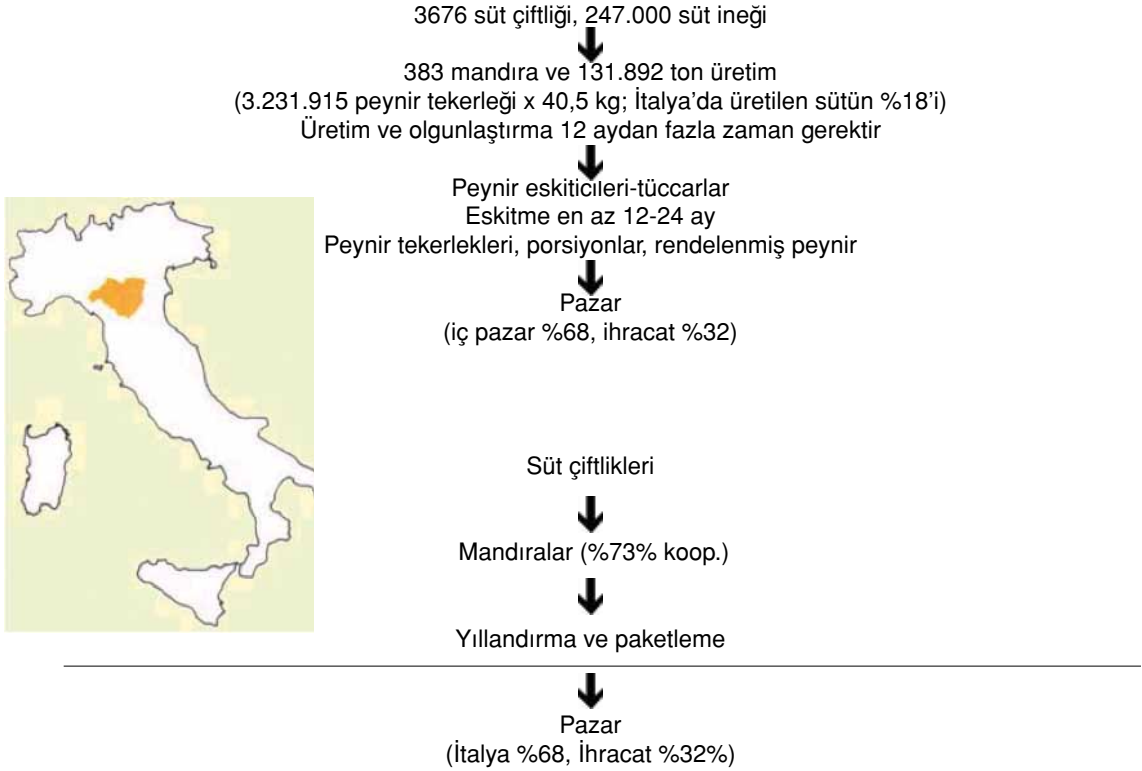 3676 süt çiftliği, 247.000 süt ineği
383 mandıra ve 131.892 ton üretim
(3.231.915 peynir tekerleği x 40,5 kg; İtalya’da üretilen sütün %18’i)
Üretim ve olgunlaştırma 12 aydan fazla zaman gerektir
Peynir eskiticileri-tüccarlar
Eskitme en az 12-24 ay
Peynir tekerlekleri, porsiyonlar, rendelenmiş peynir
Pazar
(iç pazar %68, ihracat %32)
Süt çiftlikleri
Mandıralar (%73% koop.)
Yıllandırma ve paketleme
Pazar
(İtalya %68, İhracat %32%)